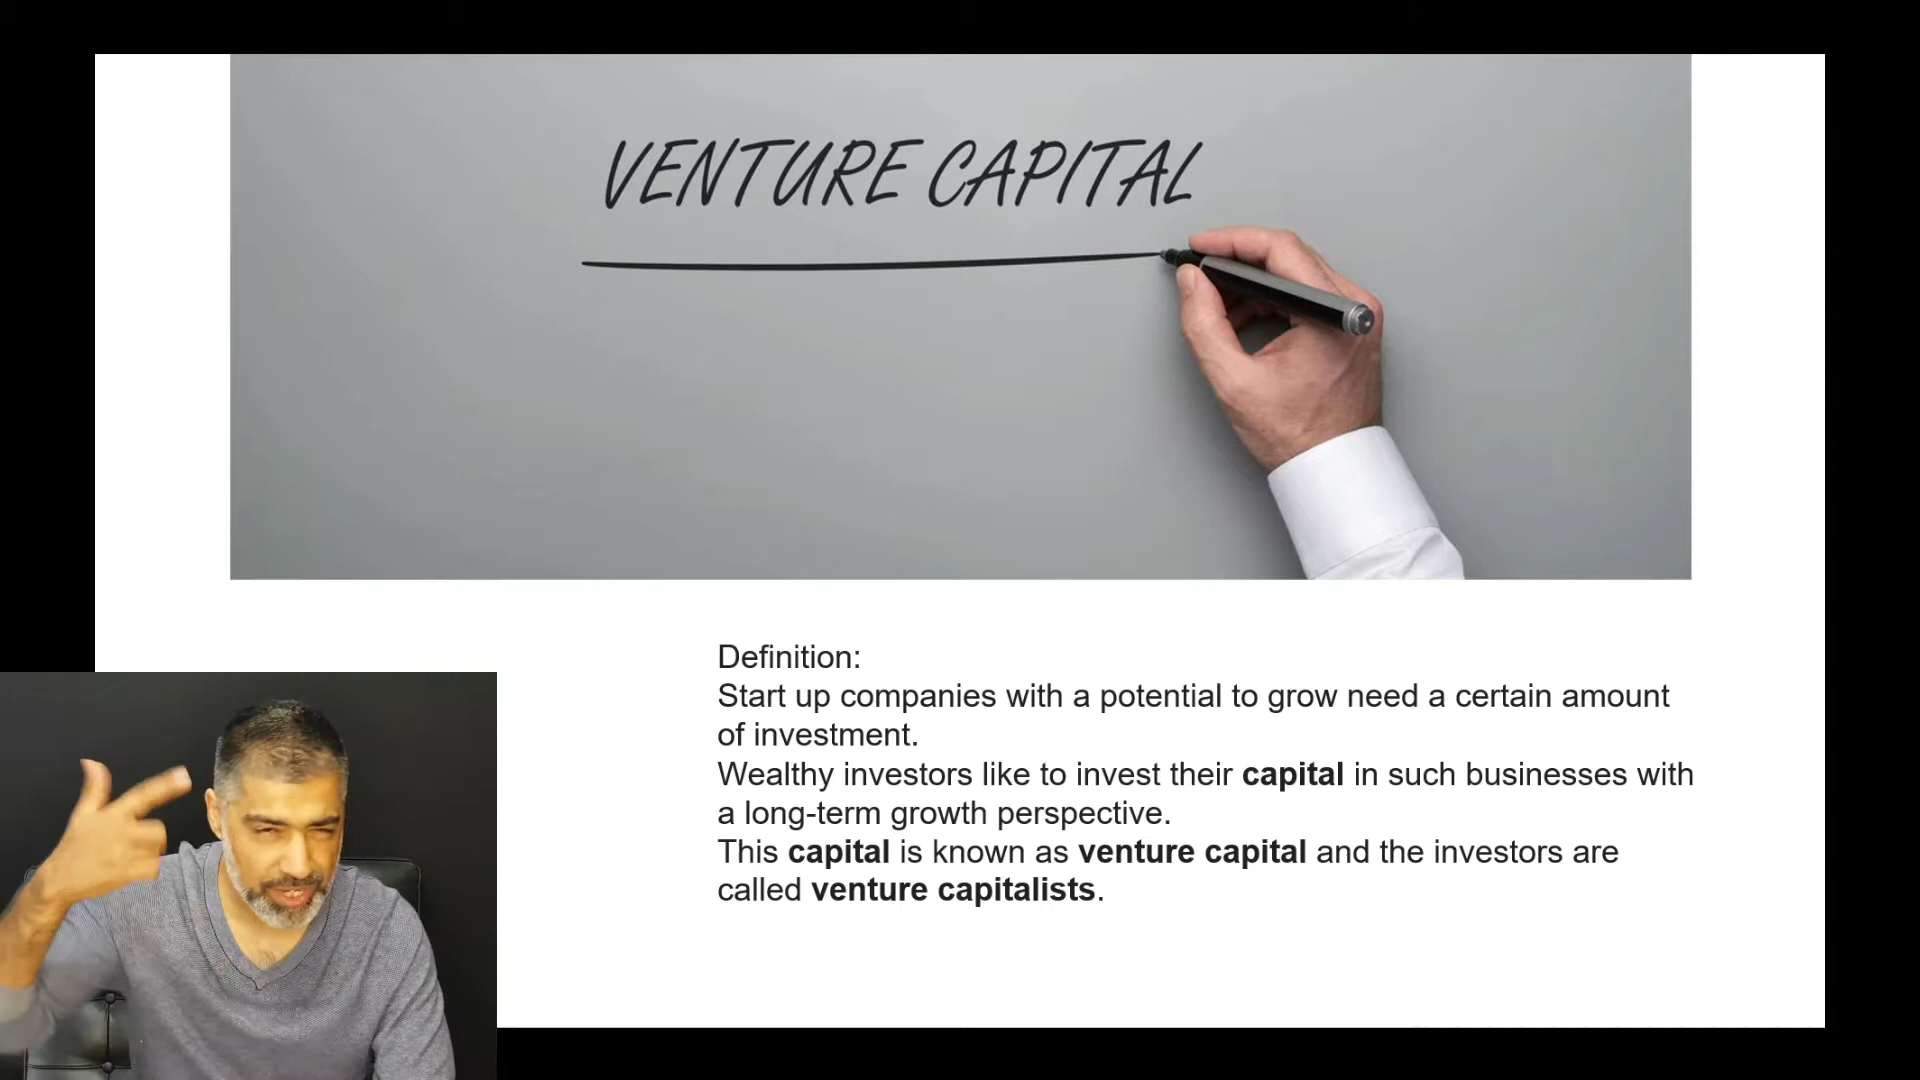 VENTURE CAPITAL
Definition:
Start up companies with a potential to grow need a certain amount
of investment.
Wealthy investors like to invest their capital in such businesses with
a long-term growth perspective.
This capital is known as venture capital and the investors are
called venture capitalists.